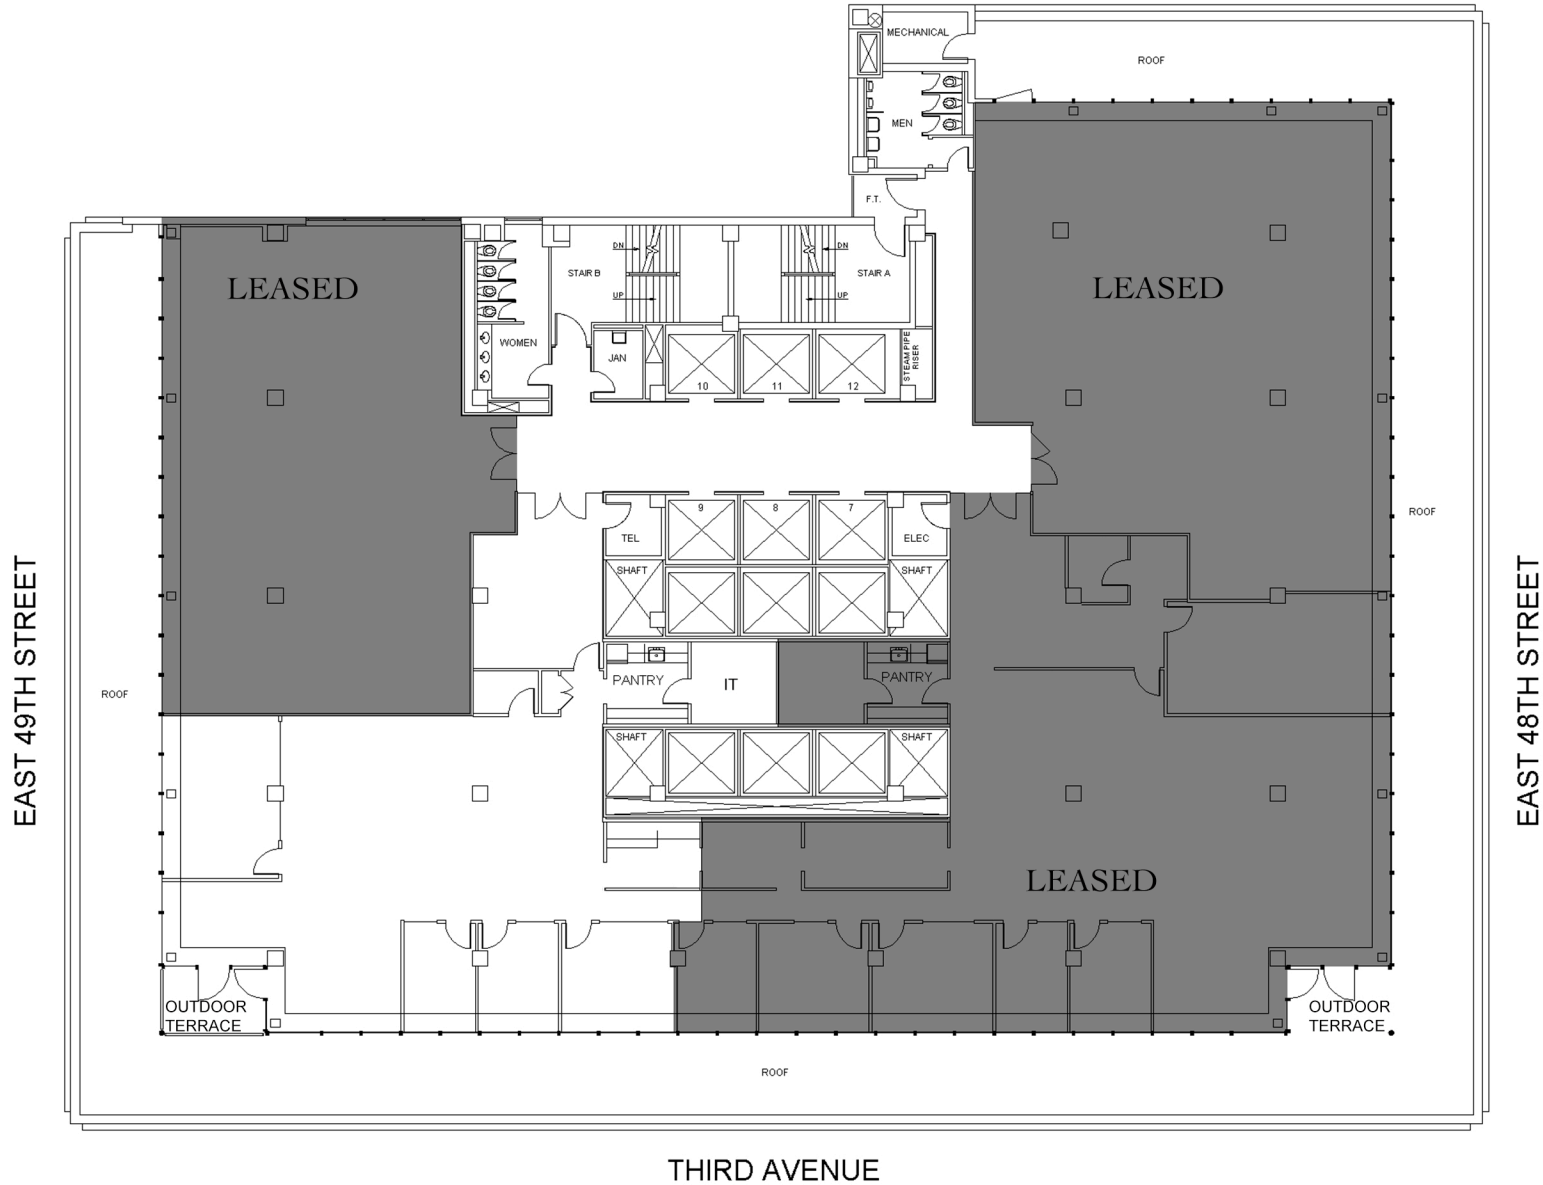 MECHANICAL
ROOF
MEN
F.T.
LEASED
DN
STAIR B
UP
DN
STAIR A
UP
LEASED
WOMEN
JAN
10
11
12
STEAM PIPE
RISER
9
8
7
TEL
ELEC
ROOF
SHAFT
SHAFT
EAST 49TH STREET
ROOF
PANTRY
IT
PANTRY
EAST 48TH STREET
SHAFT
SHAFT
LEASED
OUTDOOR
TERRACE
OUTDOOR
TERRACE
ROOF
THIRD AVENUE